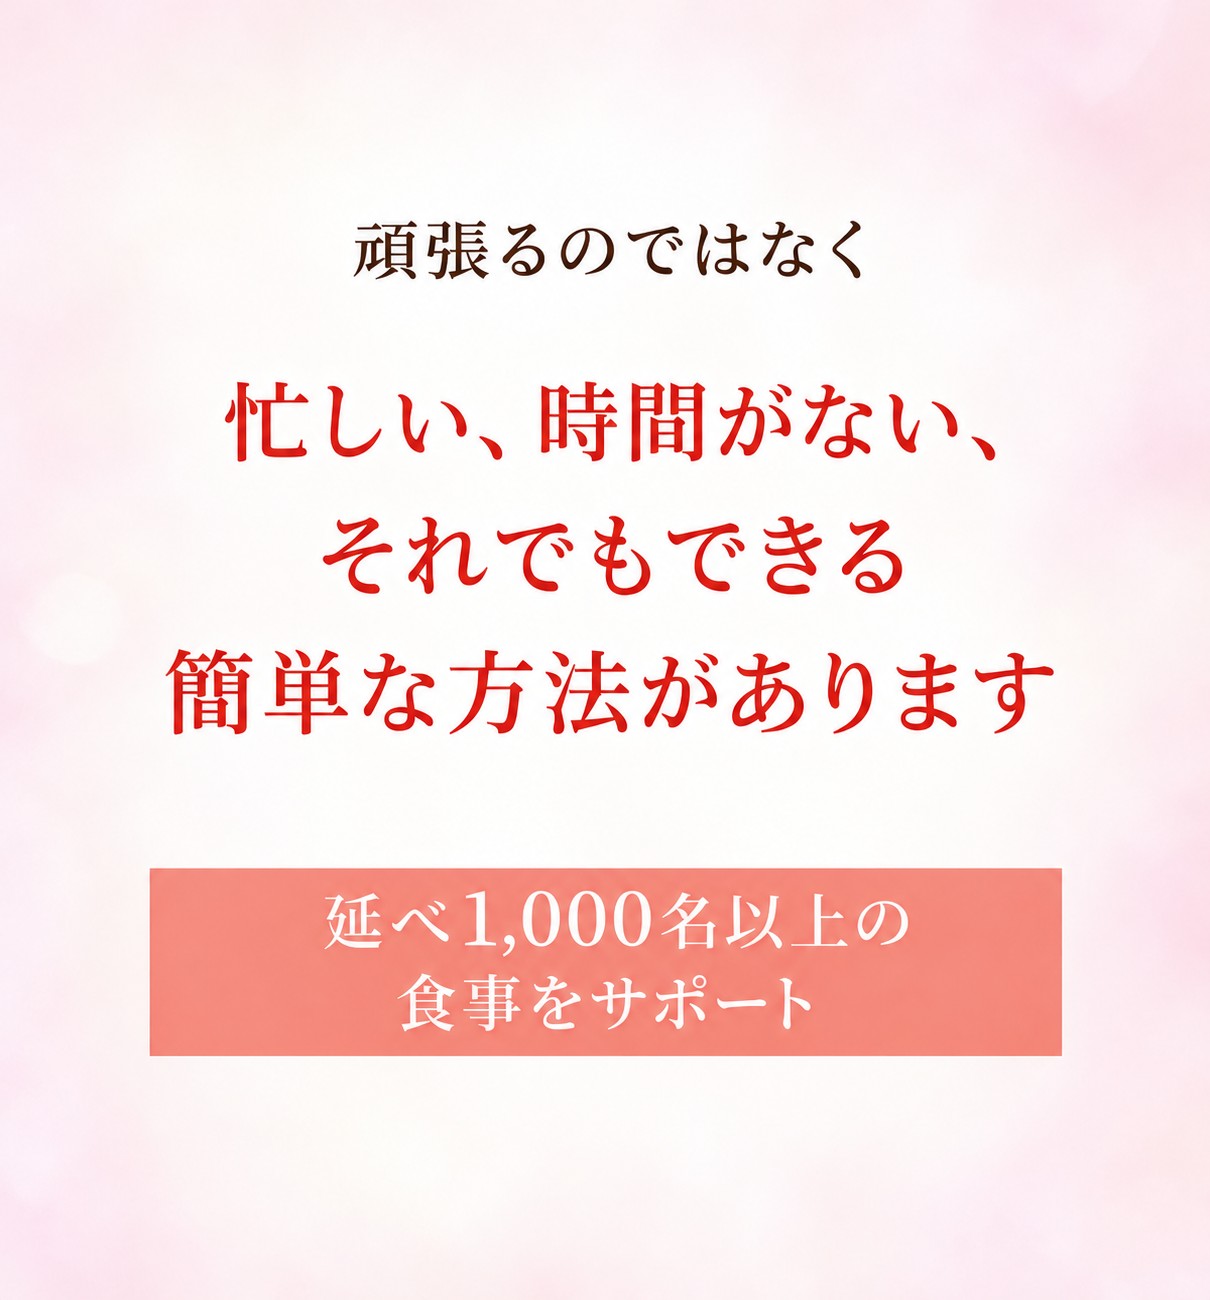 頑張るのではなく
忙しい、時間がない、
それでもできる
簡単な方法があります
延べ1,000名以上の
食事をサポート